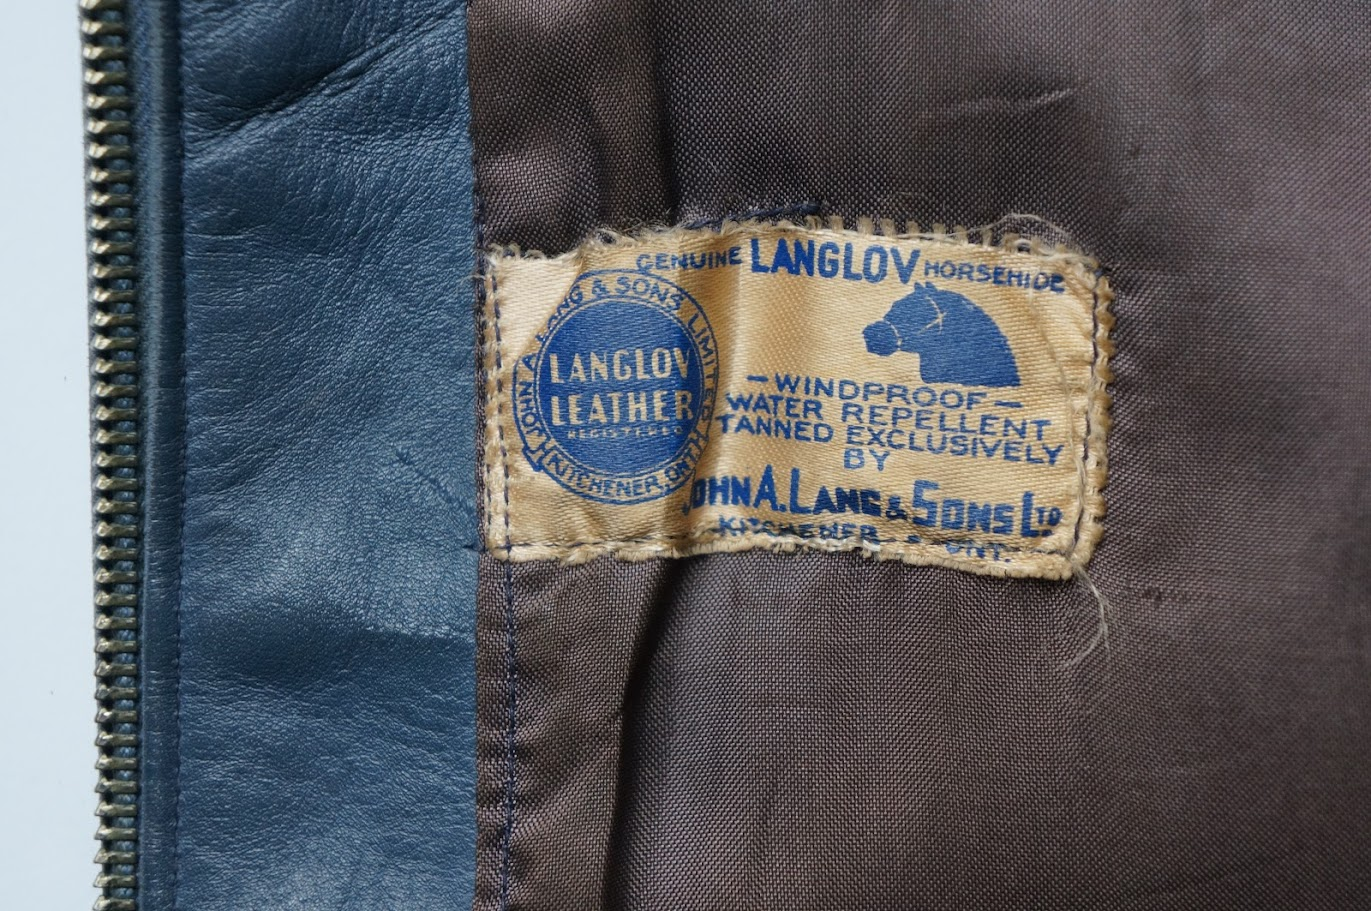 GENUINE LANGLOV HORSEHIDE
JOHN A. LANG & SONS LIMITED
LANGLOV
LEATHER
REGISTERED
KITCHENER, ONT.
—WINDPROOF—
WATER REPELLENT
TANNED EXCLUSIVELY
BY
JOHN A. LANG & SONS LTD
KITCHENER - ONT.